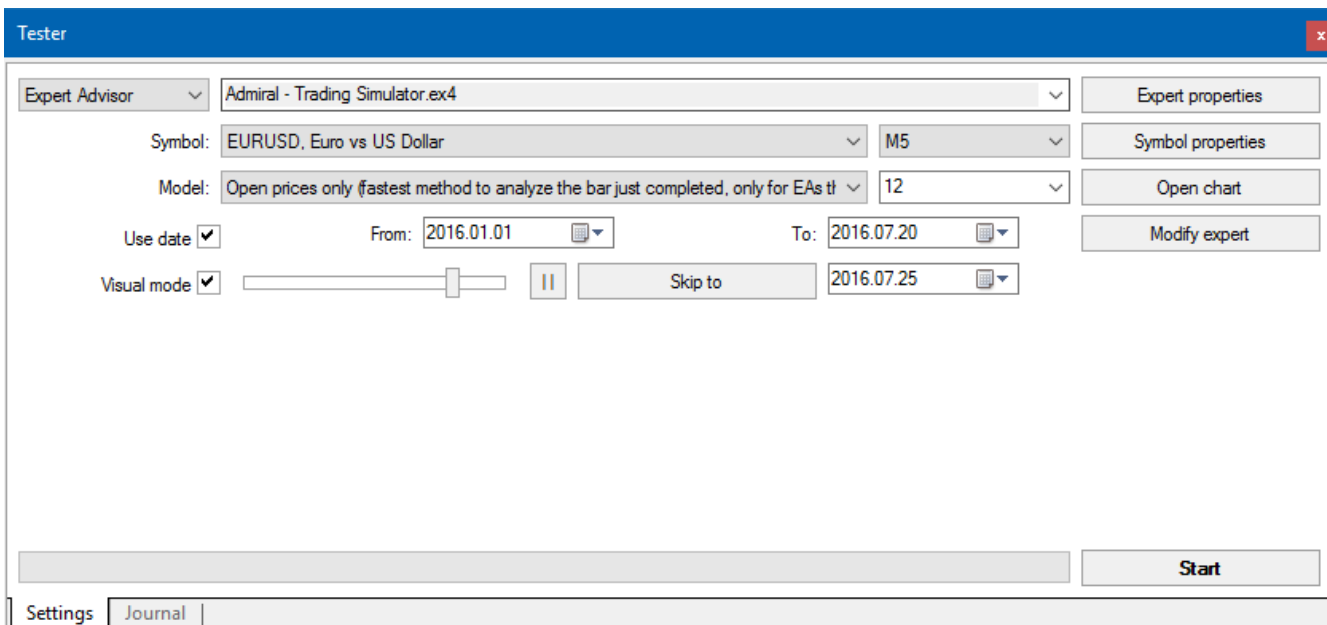 Tester x
Expert Advisor Admiral - Trading Simulator.ex4 Expert properties
Symbol: EURUSD, Euro vs US Dollar M5 Symbol properties
Model: Open prices only (fastest method to analyze the bar just completed, only for EAs th 12 Open chart
Use date From: 2016.01.01 To: 2016.07.20 Modify expert
Visual mode Skip to 2016.07.25
Start
Settings Journal